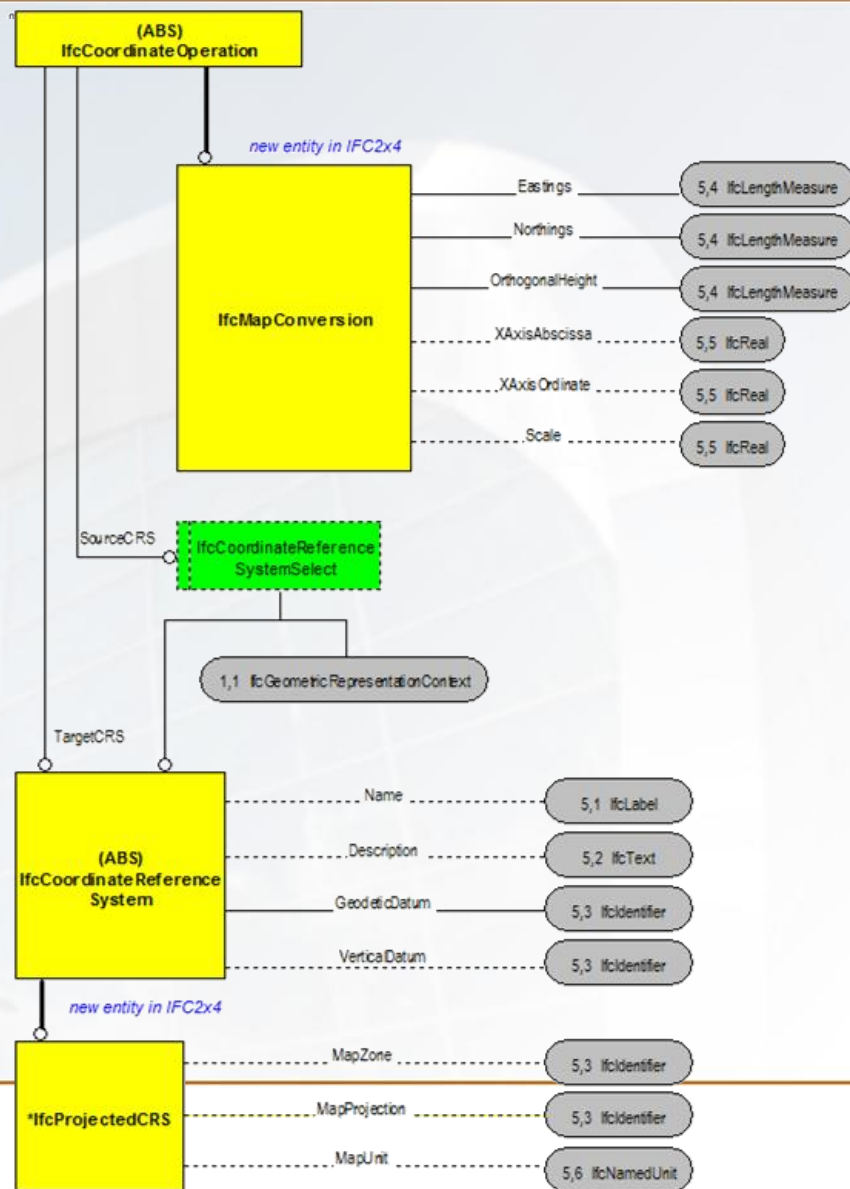 (ABS)
IfcCoordinateOperation
new entity in IFC2x4
Eastings
5,4 IfcLengthMeasure
Northings
5,4 IfcLengthMeasure
OrthogonalHeight
5,4 IfcLengthMeasure
IfcMapConversion
XAxisAbscissa
5,5 IfcReal
XAxisOrdinate
5,5 IfcReal
Scale
5,5 IfcReal
SourceCRS
IfcCoordinateReference
SystemSelect
1,1 IfcGeometricRepresentationContext
TargetCRS
Name
5,1 IfcLabel
(ABS)
IfcCoordinateReference
System
Description
5,2 IfcText
GeodeticDatum
5,3 IfcIdentifier
VerticalDatum
5,3 IfcIdentifier
new entity in IFC2x4
MapZone
5,3 IfcIdentifier
*IfcProjectedCRS
MapProjection
5,3 IfcIdentifier
MapUnit
5,6 IfcNamedUnit